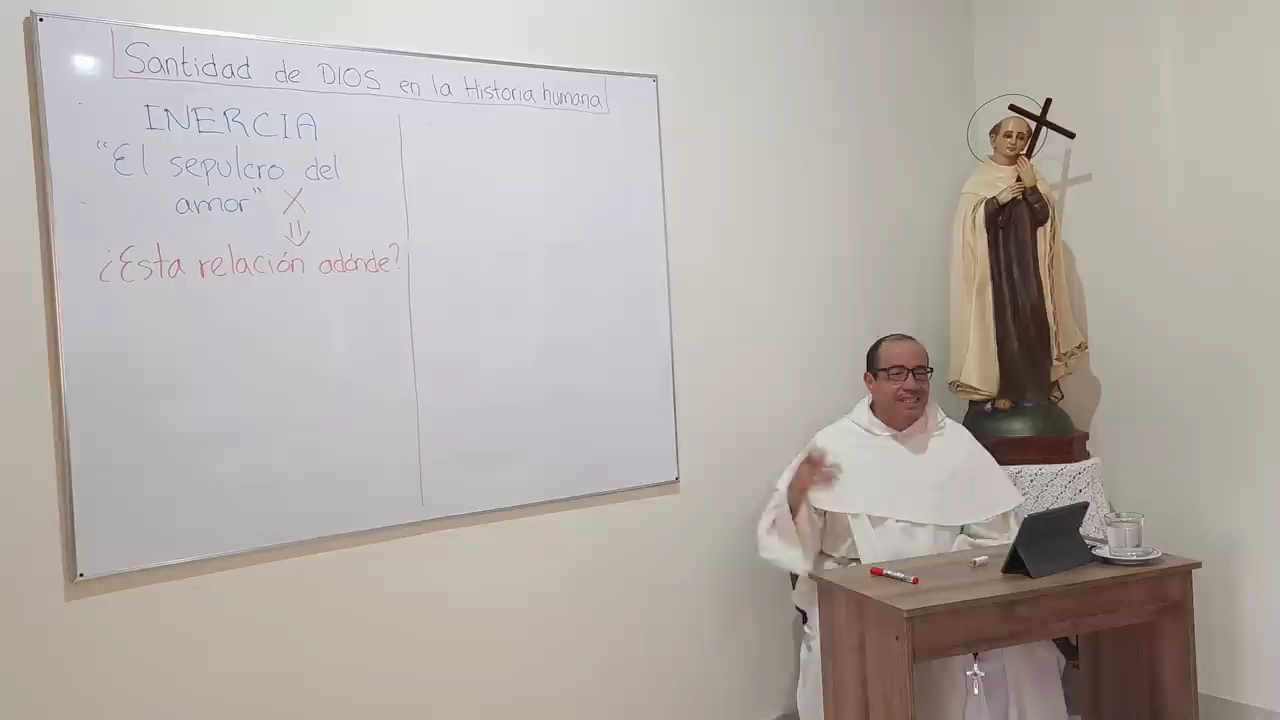 Santidad de DIOS en la Historia humana
INERCIA
"El sepulcro del
amor" X
¿Esta relación adónde?